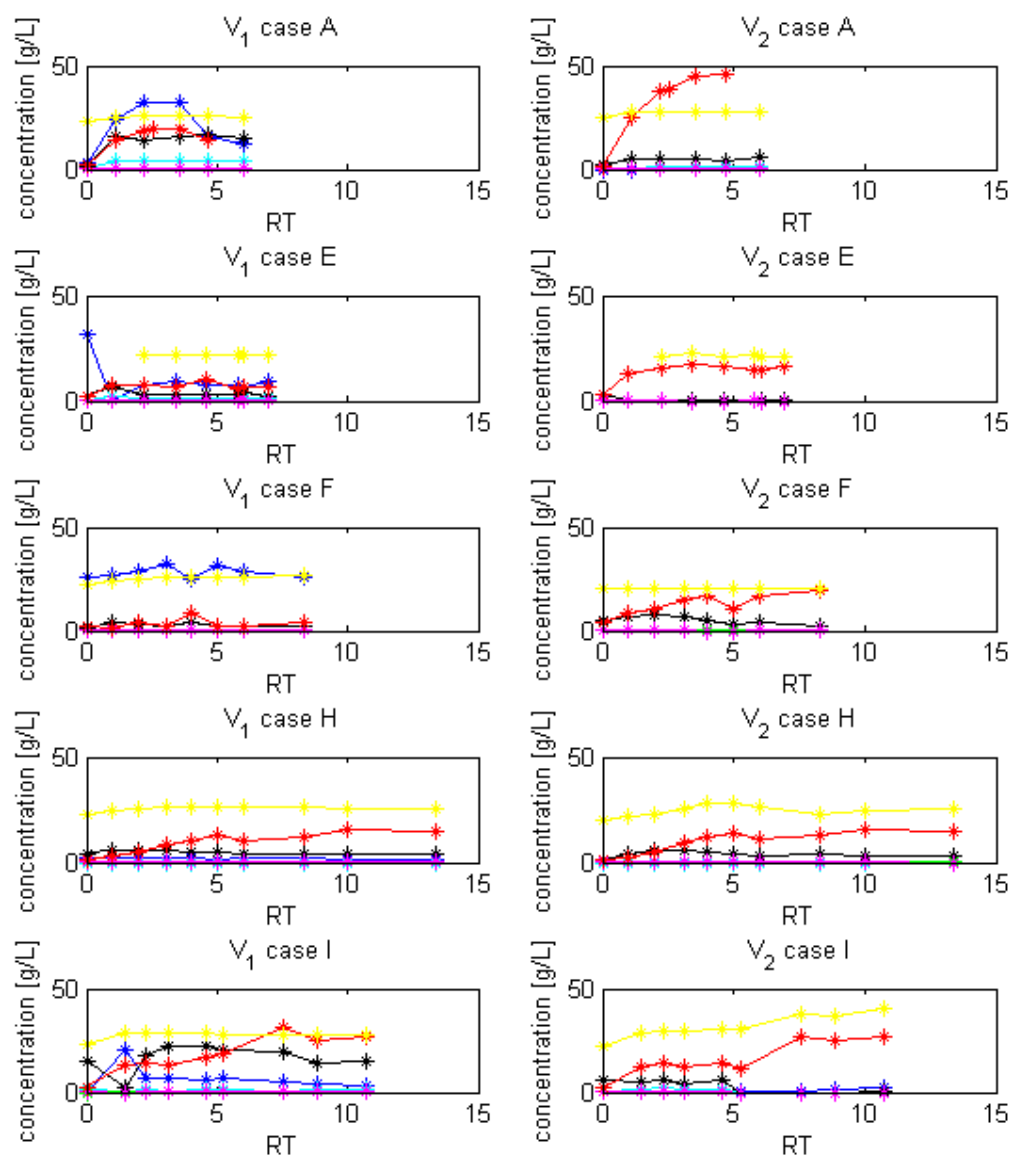 V1 case A
V2 case A
concentration [g/L]
50
0
0 5 10 15
RT
concentration [g/L]
50
0
0 5 10 15
RT
V1 case E
V2 case E
concentration [g/L]
50
0
0 5 10 15
RT
concentration [g/L]
50
0
0 5 10 15
RT
V1 case F
V2 case F
concentration [g/L]
50
0
0 5 10 15
RT
concentration [g/L]
50
0
0 5 10 15
RT
V1 case H
V2 case H
concentration [g/L]
50
0
0 5 10 15
RT
concentration [g/L]
50
0
0 5 10 15
RT
V1 case I
V2 case I
concentration [g/L]
50
0
0 5 10 15
RT
concentration [g/L]
50
0
0 5 10 15
RT